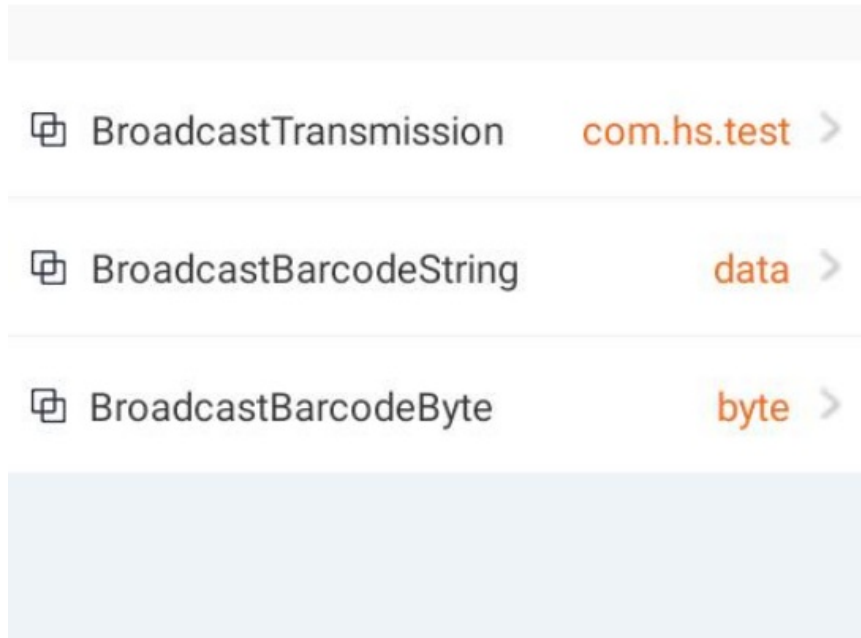 BroadcastTransmission com.hs.test
BroadcastBarcodeString data
BroadcastBarcodeByte byte